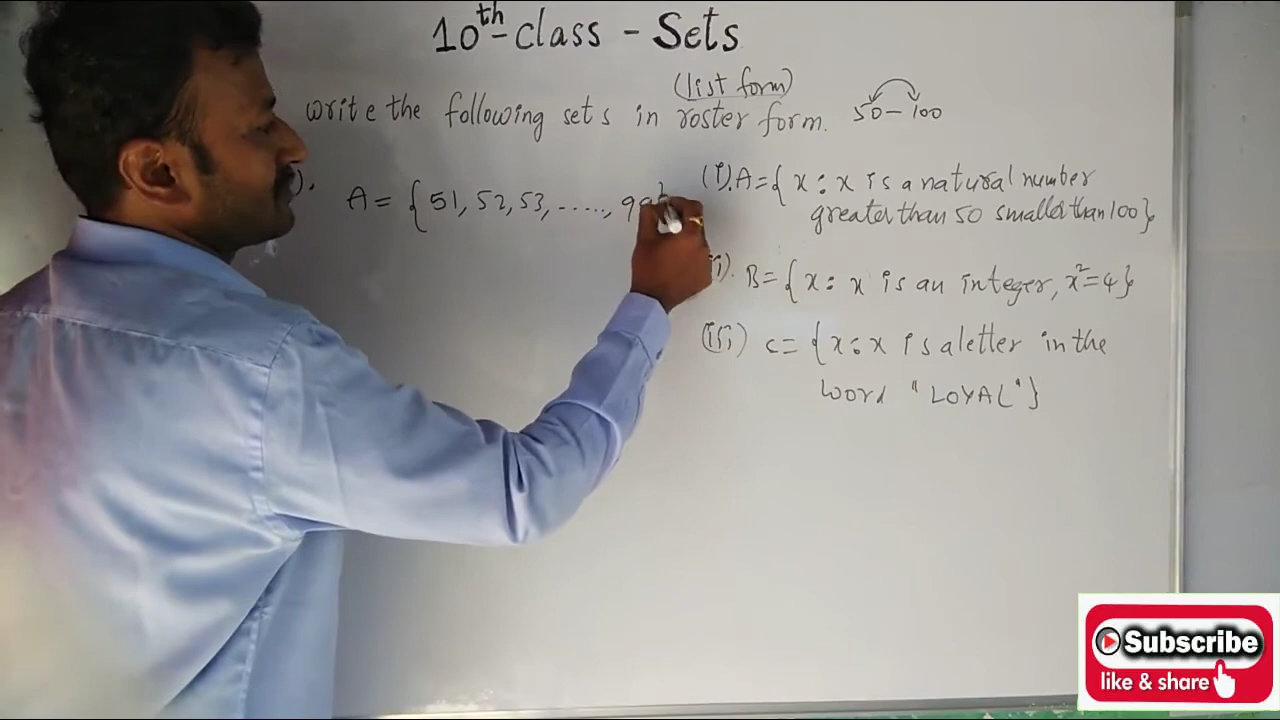 10th-class - Sets
(list form)
write the following sets in roster form. 50-100
A = { 51, 52, 53, ....., 99}
(i). A={ x : x is a natural number
greater than 50 smaller than 100}
(ii). B={ x : x is an integer, x²=4}
(iii) c= {x:x is a letter in the
word "LOYAL"}
Subscribe
like & share